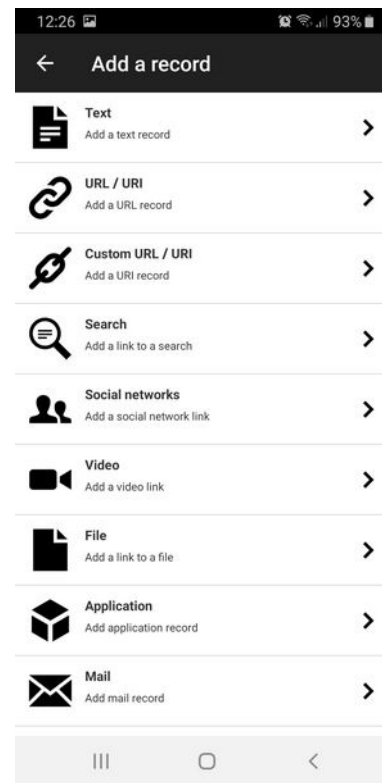 12:26 93%
Add a record
Text
Add a text record
URL / URI
Add a URL record
Custom URL / URI
Add a URI record
Search
Add a link to a search
Social networks
Add a social network link
Video
Add a video link
File
Add a link to a file
Application
Add application record
Mail
Add mail record